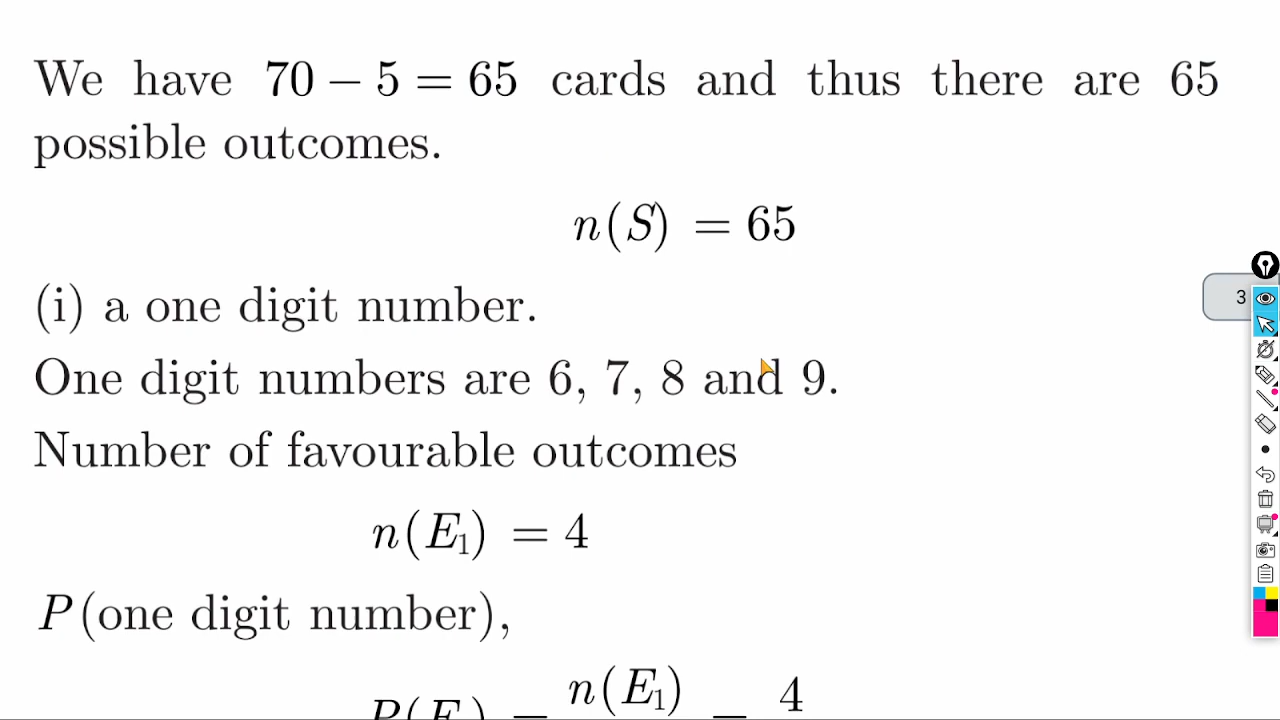 We have 70 − 5 = 65 cards and thus there are 65
possible outcomes.
n(S) = 65
(i) a one digit number.
3
One digit numbers are 6, 7, 8 and 9.
Number of favourable outcomes
n(E₁) = 4
P(one digit number),
n(E₁) 4